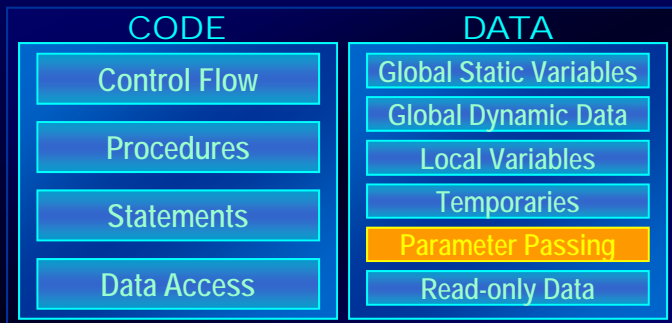 CODE
Control Flow
Procedures
Statements
Data Access
DATA
Global Static Variables
Global Dynamic Data
Local Variables
Temporaries
Parameter Passing
Read-only Data